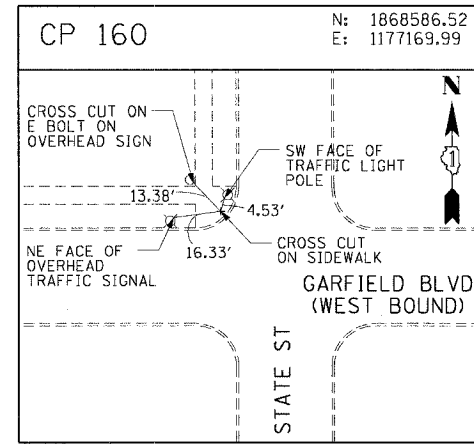 CP 160
N: 1868586.52
E: 1177169.99
N
1
CROSS CUT ON
E BOLT ON
OVERHEAD SIGN
SW FACE OF
TRAFFIC LIGHT
POLE
13.38'
4.53'
16.33'
NE FACE OF
OVERHEAD
TRAFFIC SIGNAL
CROSS CUT
ON SIDEWALK
GARFIELD BLVD
(WEST BOUND)
STATE ST